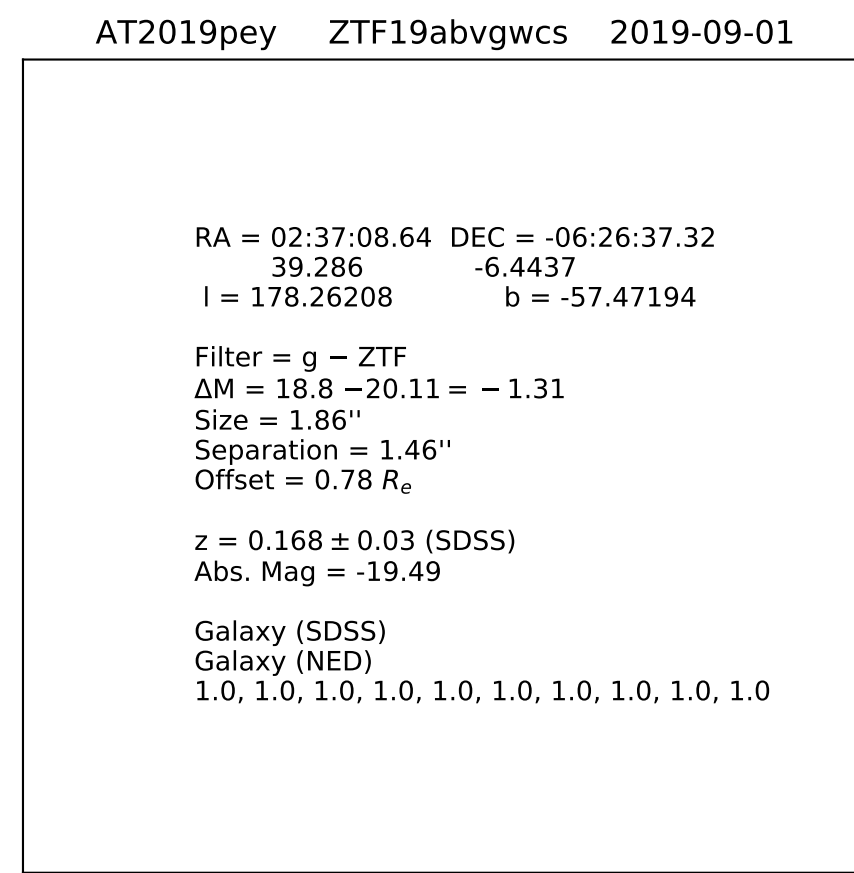 AT2019pey ZTF19abvgwcs 2019-09-01
RA = 02:37:08.64 DEC = -06:26:37.32
39.286 -6.4437
l = 178.26208 b = -57.47194
Filter = g − ZTF
ΔM = 18.8 −20.11 = − 1.31
Size = 1.86''
Separation = 1.46''
Offset = 0.78 Rₑ
z = 0.168 ± 0.03 (SDSS)
Abs. Mag = -19.49
Galaxy (SDSS)
Galaxy (NED)
1.0, 1.0, 1.0, 1.0, 1.0, 1.0, 1.0, 1.0, 1.0, 1.0